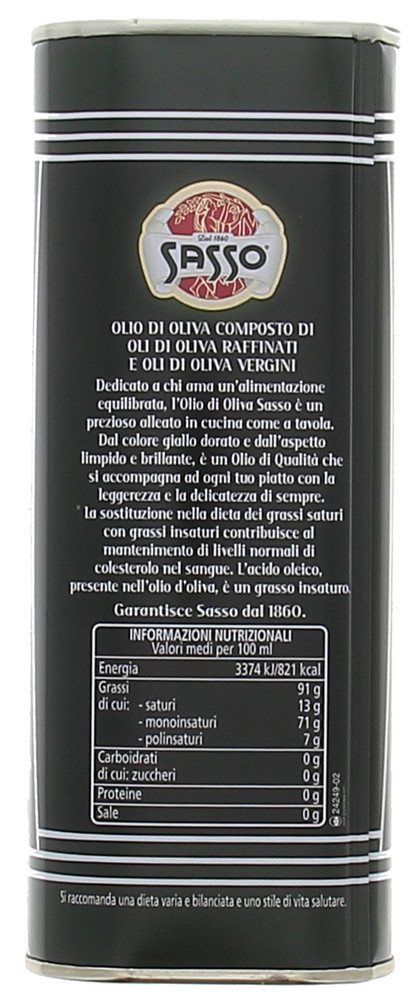 Dal 1860
SASSO
OLIO DI OLIVA COMPOSTO DI
OLI DI OLIVA RAFFINATI
E OLI DI OLIVA VERGINI
Dedicato a chi ama un'alimentazione
equilibrata, l'Olio di Oliva Sasso è un
prezioso alleato in cucina come a tavola.
Dal colore giallo dorato e dall'aspetto
limpido e brillante, è un Olio di Qualità che
si accompagna ad ogni tuo piatto con la
leggerezza e la delicatezza di sempre.
La sostituzione nella dieta dei grassi saturi
con grassi insaturi contribuisce al
mantenimento di livelli normali di
colesterolo nel sangue. L'acido oleico,
presente nell'olio d'oliva, è un grasso insaturo.
Garantisce Sasso dal 1860.
INFORMAZIONI NUTRIZIONALI
Valori medi per 100 ml
Energia 3374 kJ/821 kcal
Grassi 91 g
di cui: - saturi 13 g
- monoinsaturi 71 g
- polinsaturi 7 g
Carboidrati 0 g
di cui: zuccheri 0 g
Proteine 0 g
Sale 0 g
24249-02
Si raccomanda una dieta varia e bilanciata e uno stile di vita salutare.